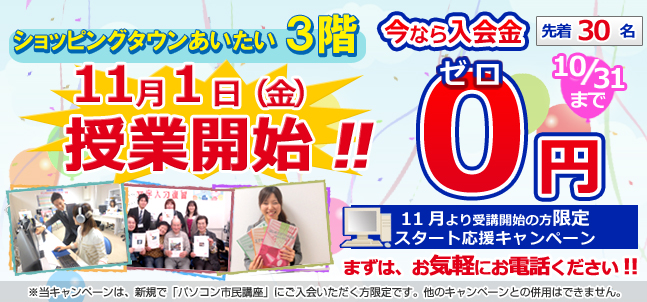 ショッピングタウンあいたい 3階
11月1日（金）
授業開始 !!
今なら入会金
先着 30 名
ゼロ
0円
10/31
まで
11月より受講開始の方限定
スタート応援キャンペーン
まずは、お気軽にお電話ください!!
※当キャンペーンは、新規で「パソコン市民講座」にご入会いただく方限定です。他のキャンペーンとの併用はできません。